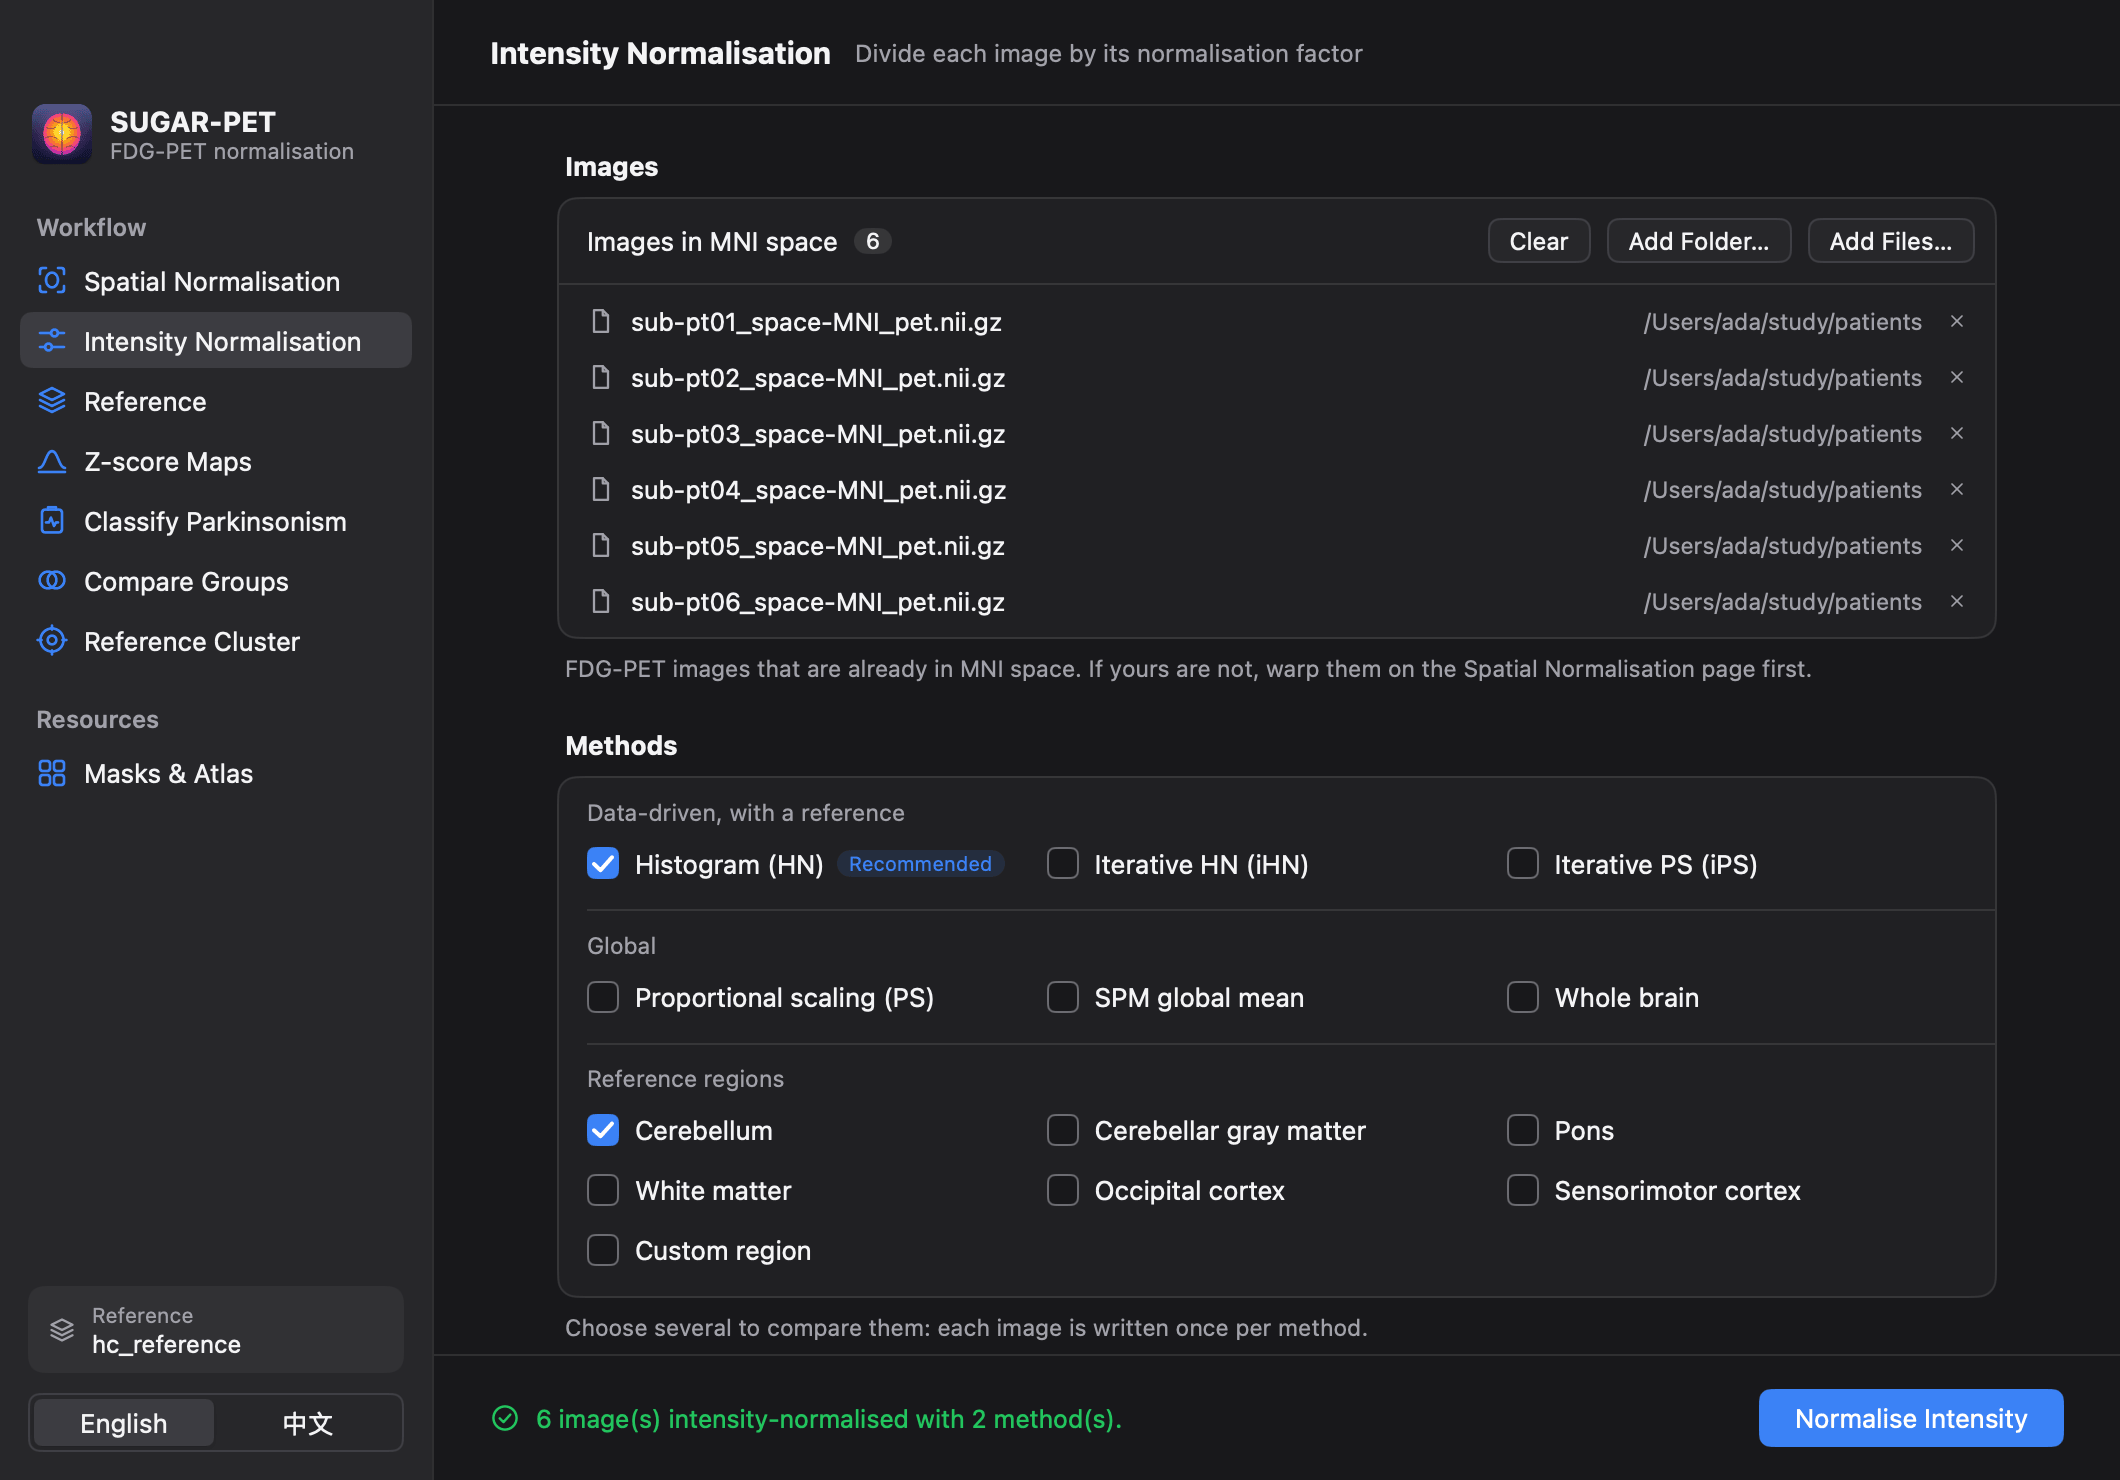 Intensity Normalisation Divide each image by its normalisation factor
SUGAR-PET
FDG-PET normalisation
Workflow
Spatial Normalisation
Intensity Normalisation
Reference
Z-score Maps
Classify Parkinsonism
Compare Groups
Reference Cluster
Resources
Masks & Atlas
Reference
hc_reference
English 中文
Images
Images in MNI space 6 Clear Add Folder... Add Files...
sub-pt01_space-MNI_pet.nii.gz /Users/ada/study/patients ×
sub-pt02_space-MNI_pet.nii.gz /Users/ada/study/patients ×
sub-pt03_space-MNI_pet.nii.gz /Users/ada/study/patients ×
sub-pt04_space-MNI_pet.nii.gz /Users/ada/study/patients ×
sub-pt05_space-MNI_pet.nii.gz /Users/ada/study/patients ×
sub-pt06_space-MNI_pet.nii.gz /Users/ada/study/patients ×
FDG-PET images that are already in MNI space. If yours are not, warp them on the Spatial Normalisation page first.
Methods
Data-driven, with a reference
Histogram (HN) Recommended Iterative HN (iHN) Iterative PS (iPS)
Global
Proportional scaling (PS) SPM global mean Whole brain
Reference regions
Cerebellum Cerebellar gray matter Pons
White matter Occipital cortex Sensorimotor cortex
Custom region
Choose several to compare them: each image is written once per method.
6 image(s) intensity-normalised with 2 method(s). Normalise Intensity